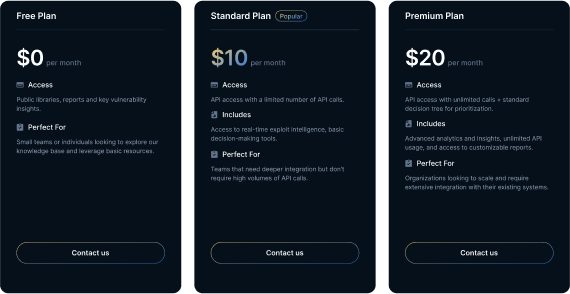 Free Plan
$0 per month
Access
Public libraries, reports and key vulnerability
insights.
Perfect For
Small teams or individuals looking to explore our
knowledge base and leverage basic resources.
Contact us
Standard Plan Popular
$10 per month
Access
API access with a limited number of API calls.
Includes
Access to real-time exploit intelligence, basic
decision-making tools.
Perfect For
Teams that need deeper integration but don't
require high volumes of API calls.
Contact us
Premium Plan
$20 per month
Access
API access with unlimited calls + standard
decision tree for prioritization.
Includes
Advanced analytics and insights, unlimited API
usage, and access to customizable reports.
Perfect For
Organizations looking to scale and require
extensive integration with their existing systems.
Contact us